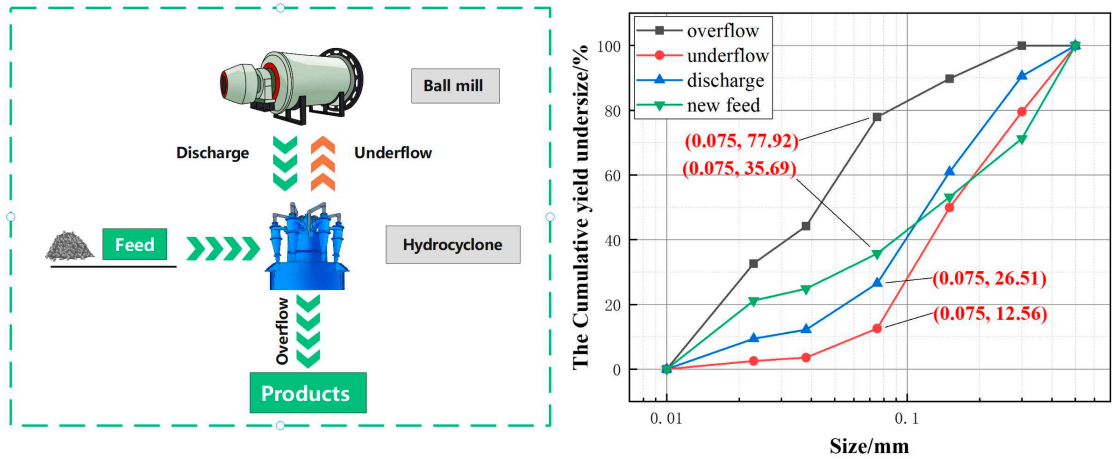 Ball mill
Discharge
Underflow
Feed
Hydrocyclone
Overflow
Products
The Cumulative yield undersize/%
100
80
60
40
20
0
overflow
underflow
discharge
new feed
(0.075, 77.92)
(0.075, 35.69)
(0.075, 26.51)
(0.075, 12.56)
0.01
0.1
Size/mm